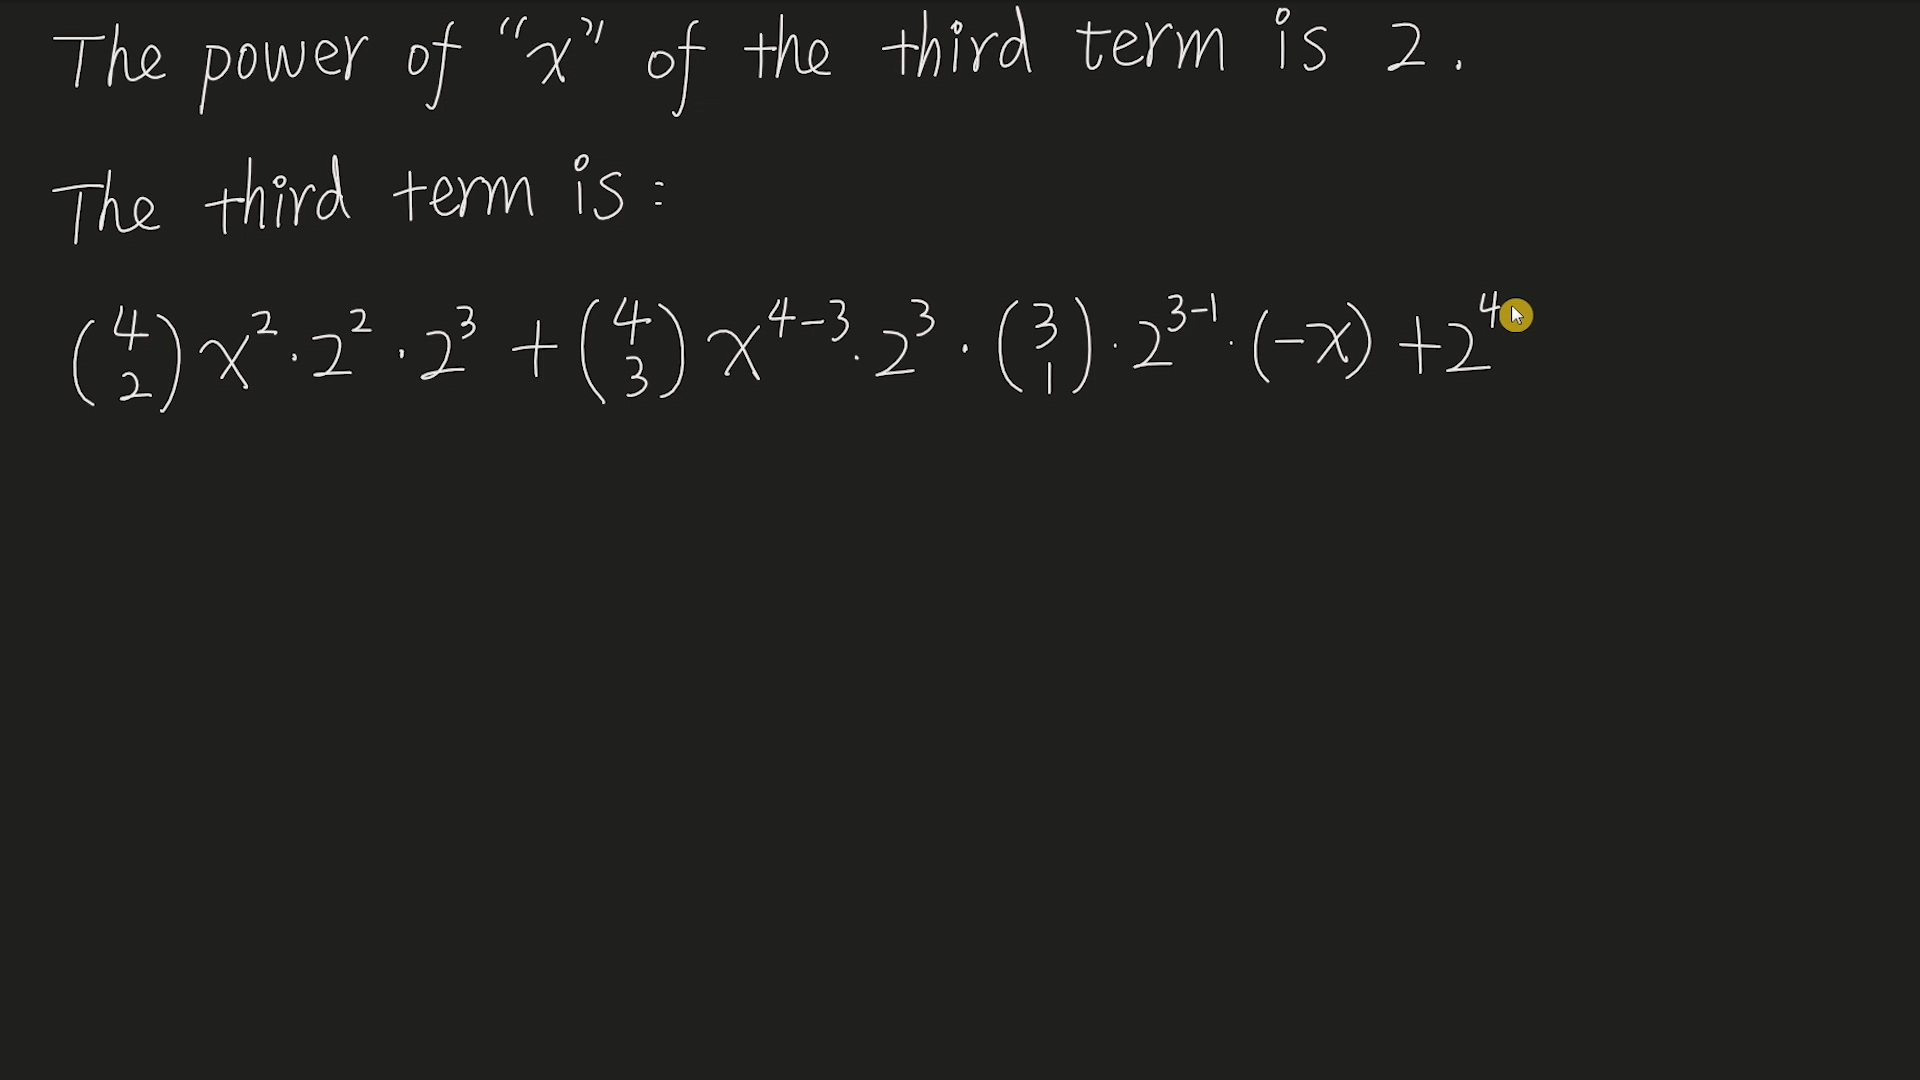 The power of “x” of the third term is 2.
The third term is:
(4 2) x^2 · 2^2 · 2^3 + (4 3) x^{4-3} · 2^3 · (3 1) · 2^{3-1} · (-x) + 2^4